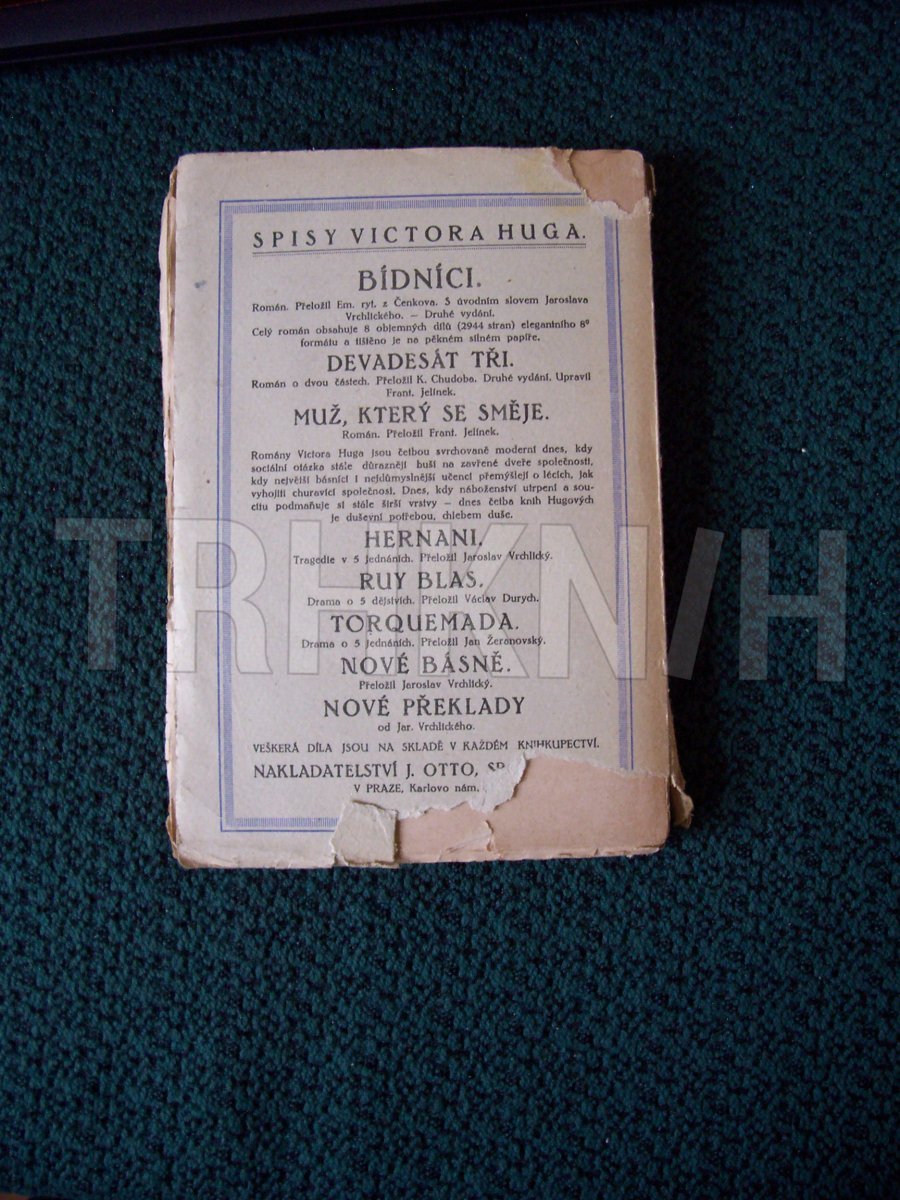 SPISY VICTORA HUGA.
BÍDNÍCI.
Román. Přeložil Em. ryt. z Čenkova. S úvodním slovem Jaroslava
Vrchlického. – Druhé vydání.
Celý román obsahuje 8 objemných dílů (2944 stran) elegantního 8°
formátu a tištěno je na pěkném silném papíře.
DEVADESÁT TŘI.
Román o dvou částech. Přeložil K. Chudoba. Druhé vydání. Upravil
Frant. Jelínek.
MUŽ, KTERÝ SE SMĚJE.
Román. Přeložil Frant. Jelínek.
Romány Victora Huga jsou četbou svrchovaně moderní dnes, kdy
sociální otázka stále důrazněji buší na zavřené dveře společnosti,
kdy největší básníci i nejdůmyslnější učenci přemýšlejí o lécích, jak
vyhojiti churavící společnost. Dnes, kdy náboženství utrpení a sou-
citu podmaňuje si stále širší vrstvy – dnes četba knih Hugových
je duševní potřebou, chlebem duše.
HERNANI.
Tragedie v 5 jednáních. Přeložil Jaroslav Vrchlický.
RUY BLAS.
Drama o 5 dějstvích. Přeložil Václav Durych.
TORQUEMADA.
Drama o 5 jednáních. Přeložil Jan Žeranovský.
NOVÉ BÁSNĚ.
Přeložil Jaroslav Vrchlický.
NOVÉ PŘEKLADY
od Jar. Vrchlického.
VEŠKERÁ DÍLA JSOU NA SKLADĚ V KAŽDÉM KNIHKUPECTVÍ.
NAKLADATELSTVÍ J. OTTO,
V PRAZE, Karlovo nám.
TRHKNIH